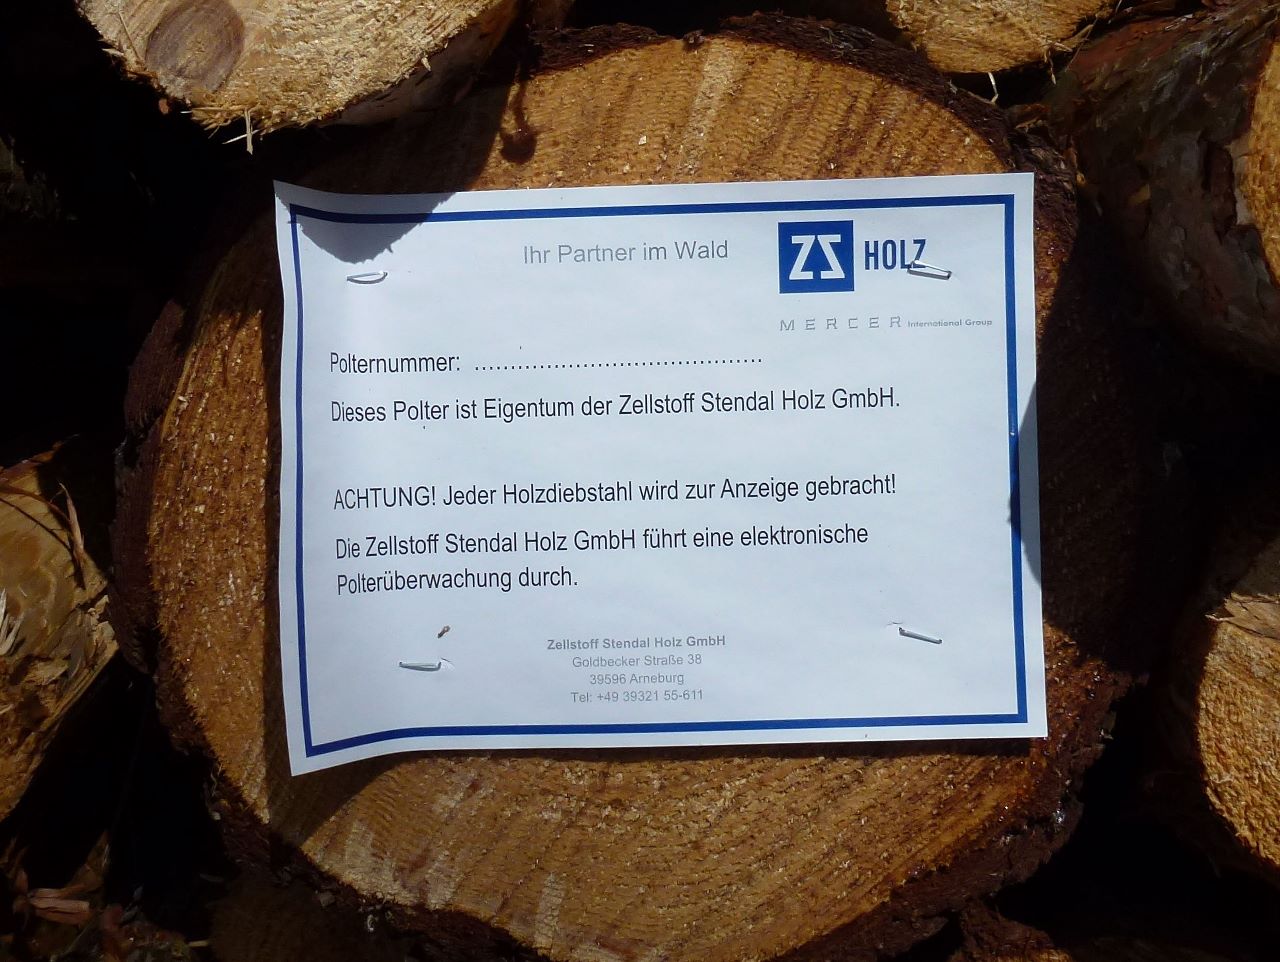 Ihr Partner im Wald
ZS HOLZ
MERCER International Group
Polternummer: ........................................
Dieses Polter ist Eigentum der Zellstoff Stendal Holz GmbH.
ACHTUNG! Jeder Holzdiebstahl wird zur Anzeige gebracht!
Die Zellstoff Stendal Holz GmbH führt eine elektronische
Polterüberwachung durch.
Zellstoff Stendal Holz GmbH
Goldbecker Straße 38
39596 Arneburg
Tel: +49 39321 55-611